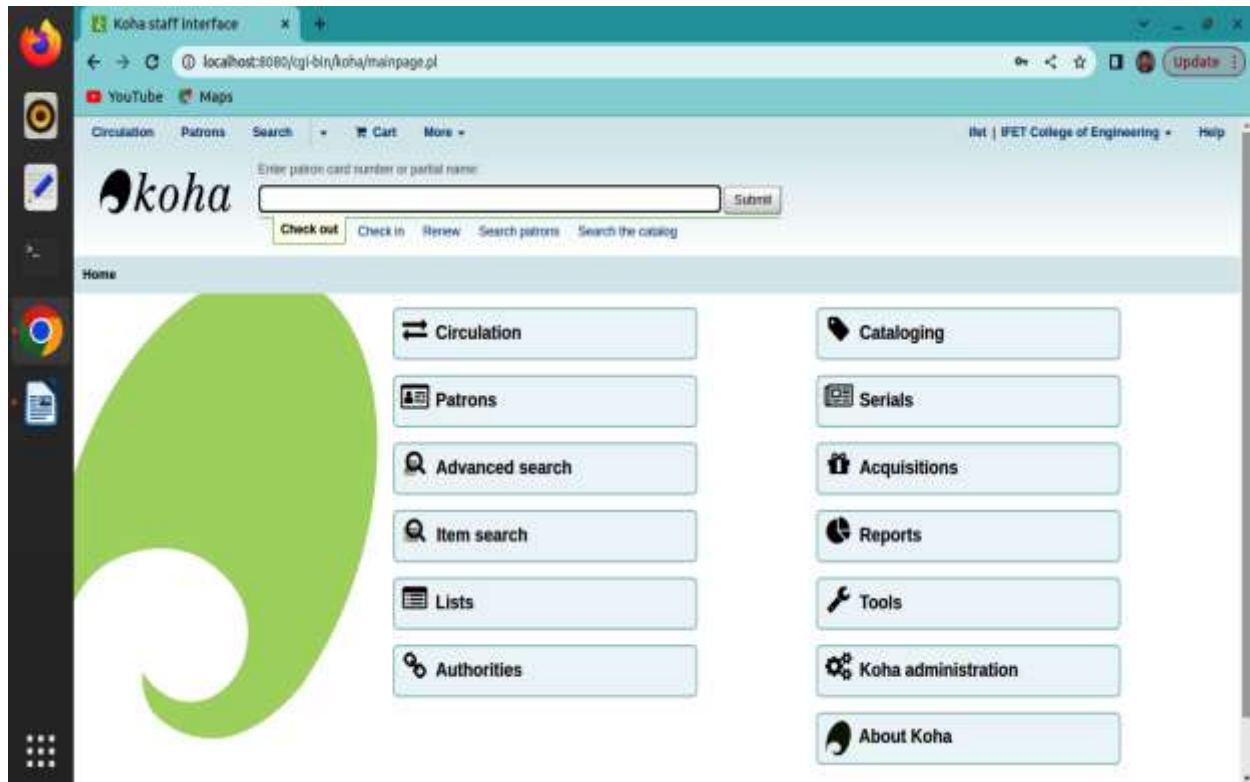 Koha staff interface
localhost:8080/cgi-bin/koha/mainpage.pl
Update
YouTube Maps
Circulation Patrons Search Cart More
ifet | IFET College of Engineering Help
Enter patron card number or partial name:
koha
Submit
Check out Check in Renew Search patrons Search the catalog
Home
Circulation
Patrons
Advanced search
Item search
Lists
Authorities
Cataloging
Serials
Acquisitions
Reports
Tools
Koha administration
About Koha